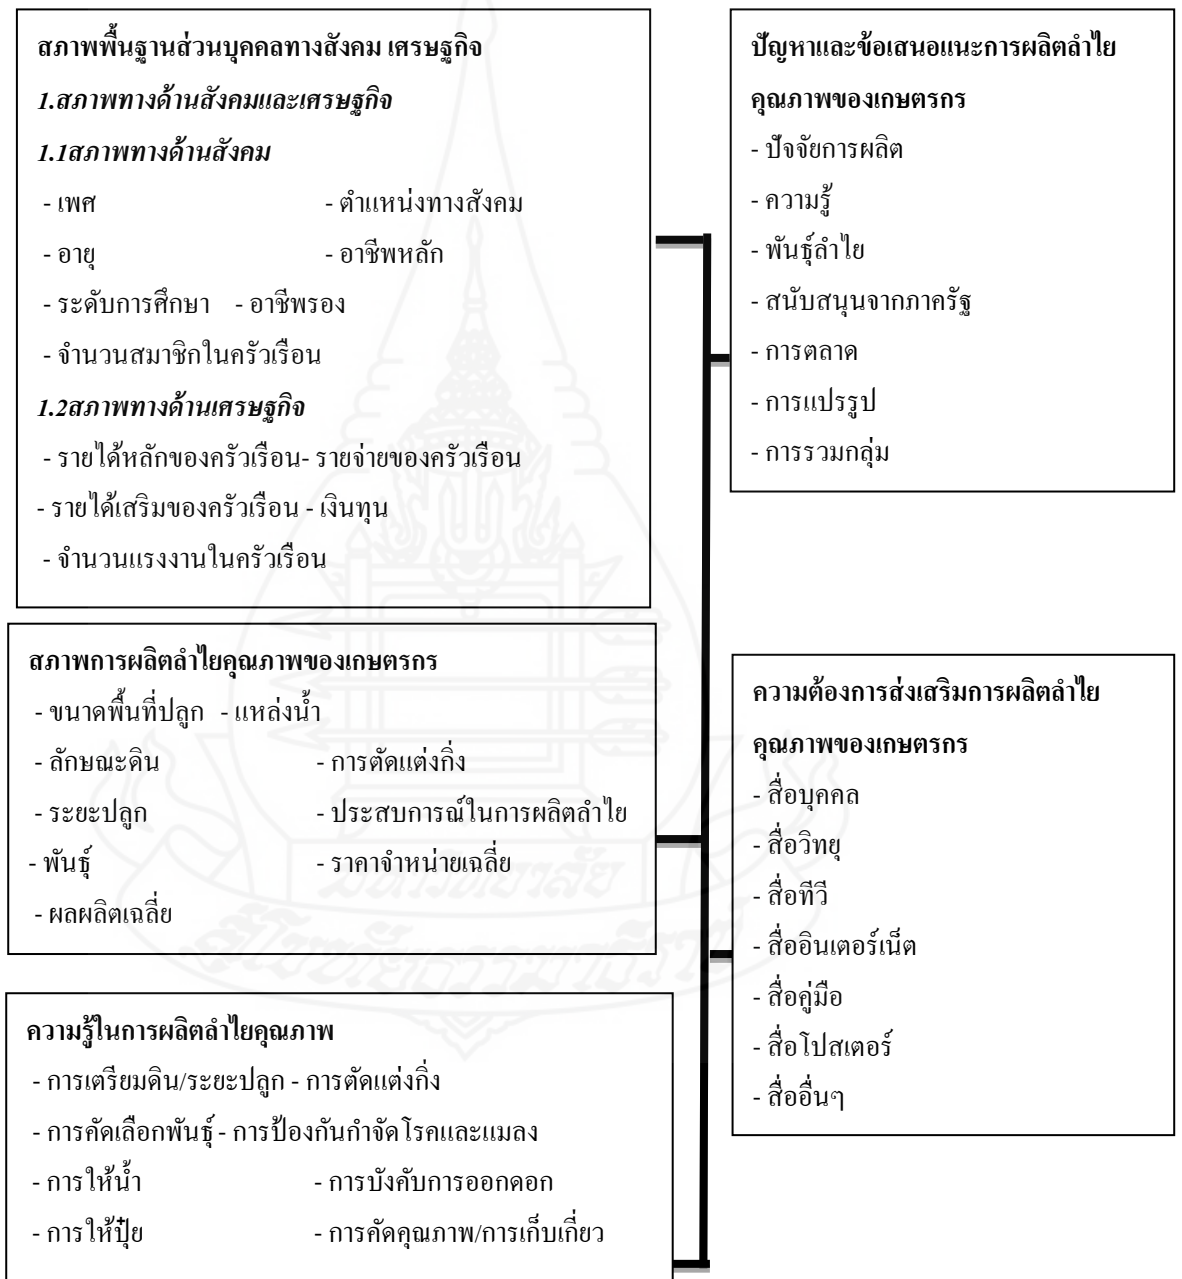 สภาพพื้นฐานส่วนบุคคลทางสังคม เศรษฐกิจ
1.สภาพทางด้านสังคมและเศรษฐกิจ
1.1สภาพทางด้านสังคม
- เพศ - ตำแหน่งทางสังคม
- อายุ - อาชีพหลัก
- ระดับการศึกษา - อาชีพรอง
- จำนวนสมาชิกในครัวเรือน
1.2สภาพทางด้านเศรษฐกิจ
- รายได้หลักของครัวเรือน- รายจ่ายของครัวเรือน
- รายได้เสริมของครัวเรือน - เงินทุน
- จำนวนแรงงานในครัวเรือน
สภาพการผลิตลำไยคุณภาพของเกษตรกร
- ขนาดพื้นที่ปลูก - แหล่งน้ำ
- ลักษณะดิน - การตัดแต่งกิ่ง
- ระยะปลูก - ประสบการณ์ในการผลิตลำไย
- พันธุ์ - ราคาจำหน่ายเฉลี่ย
- ผลผลิตเฉลี่ย
ความรู้ในการผลิตลำไยคุณภาพ
- การเตรียมดิน/ระยะปลูก - การตัดแต่งกิ่ง
- การคัดเลือกพันธุ์ - การป้องกันกำจัดโรคและแมลง
- การให้น้ำ - การบังคับการออกดอก
- การให้ปุ๋ย - การคัดคุณภาพ/การเก็บเกี่ยว
ปัญหาและข้อเสนอแนะการผลิตลำไย
คุณภาพของเกษตรกร
- ปัจจัยการผลิต
- ความรู้
- พันธุ์ลำไย
- สนับสนุนจากภาครัฐ
- การตลาด
- การแปรรูป
- การรวมกลุ่ม
ความต้องการส่งเสริมการผลิตลำไย
คุณภาพของเกษตรกร
- สื่อบุคคล
- สื่อวิทยุ
- สื่อทีวี
- สื่ออินเตอร์เน็ต
- สื่อคู่มือ
- สื่อโปสเตอร์
- สื่ออื่นๆ
มหาวิทยาลัย
สุโขทัยธรรมาธิราช